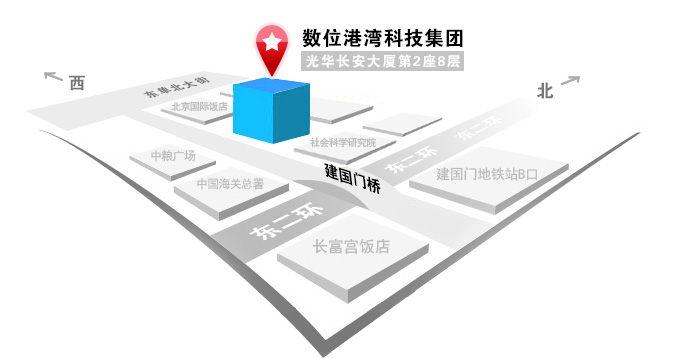 数位港湾科技集团
光华长安大厦第2座8层
西
北
东单北大街
北京国际饭店
社会科学研究院
东二环
东二环
中粮广场
中国海关总署
建国门桥
建国门地铁站B口
东二环
长富宫饭店